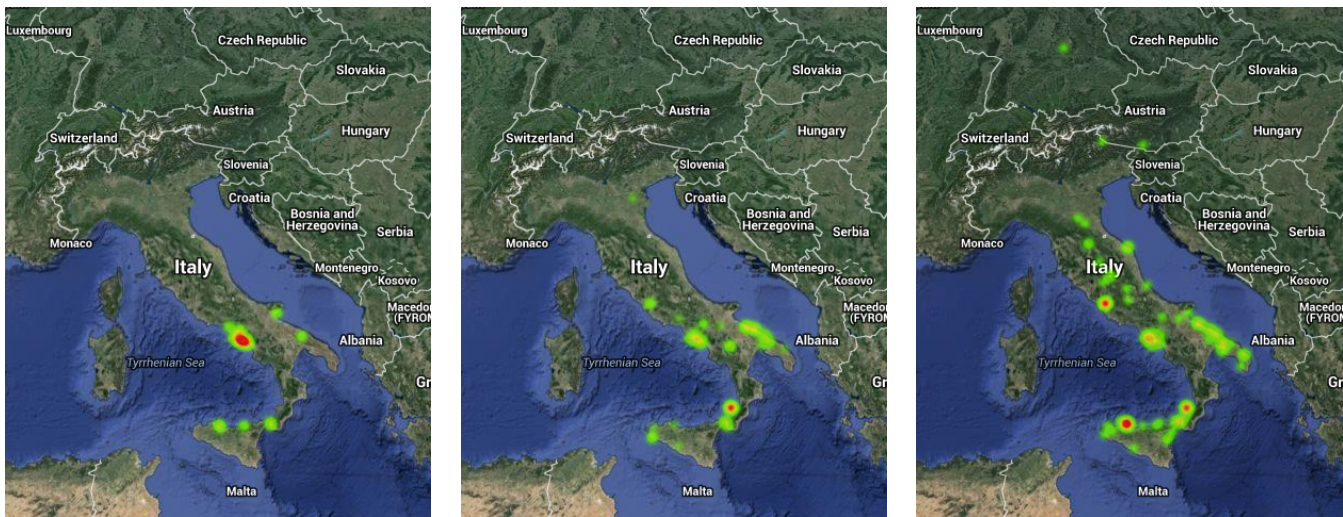 Luxembourg
Czech Republic
Slovakia
Austria
Switzerland
Hungary
Slovenia
Croatia
Bosnia and
Herzegovina
Serbia
Monaco
Italy
Montenegro
Kosovo
Macedo
(FYROM
Albania
Tyrrhenian Sea
Gr
Malta
Luxembourg
Czech Republic
Slovakia
Austria
Switzerland
Hungary
Slovenia
Croatia
Bosnia and
Herzegovina
Serbia
Monaco
Italy
Montenegro
Kosovo
Macedo
(FYROM
Albania
Tyrrhenian Sea
Gr
Malta
Luxembourg
Czech Republic
Slovakia
Austria
Switzerland
Hungary
Slovenia
Croatia
Bosnia and
Herzegovina
Serbia
Monaco
Italy
Montenegro
Kosovo
Macedo
(FYROM
Albania
Tyrrhenian Sea
Gr
Malta